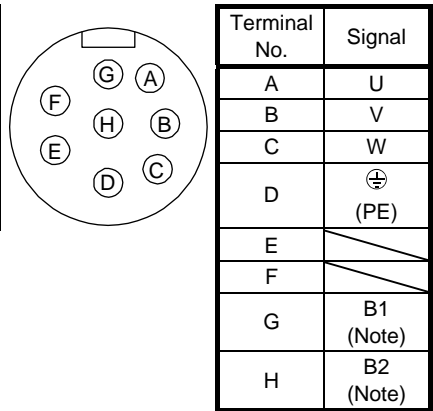 G A
F
H B
E
D C
Terminal No. Signal
A U
B V
C W
D (PE)
E
F
G B1 (Note)
H B2 (Note)